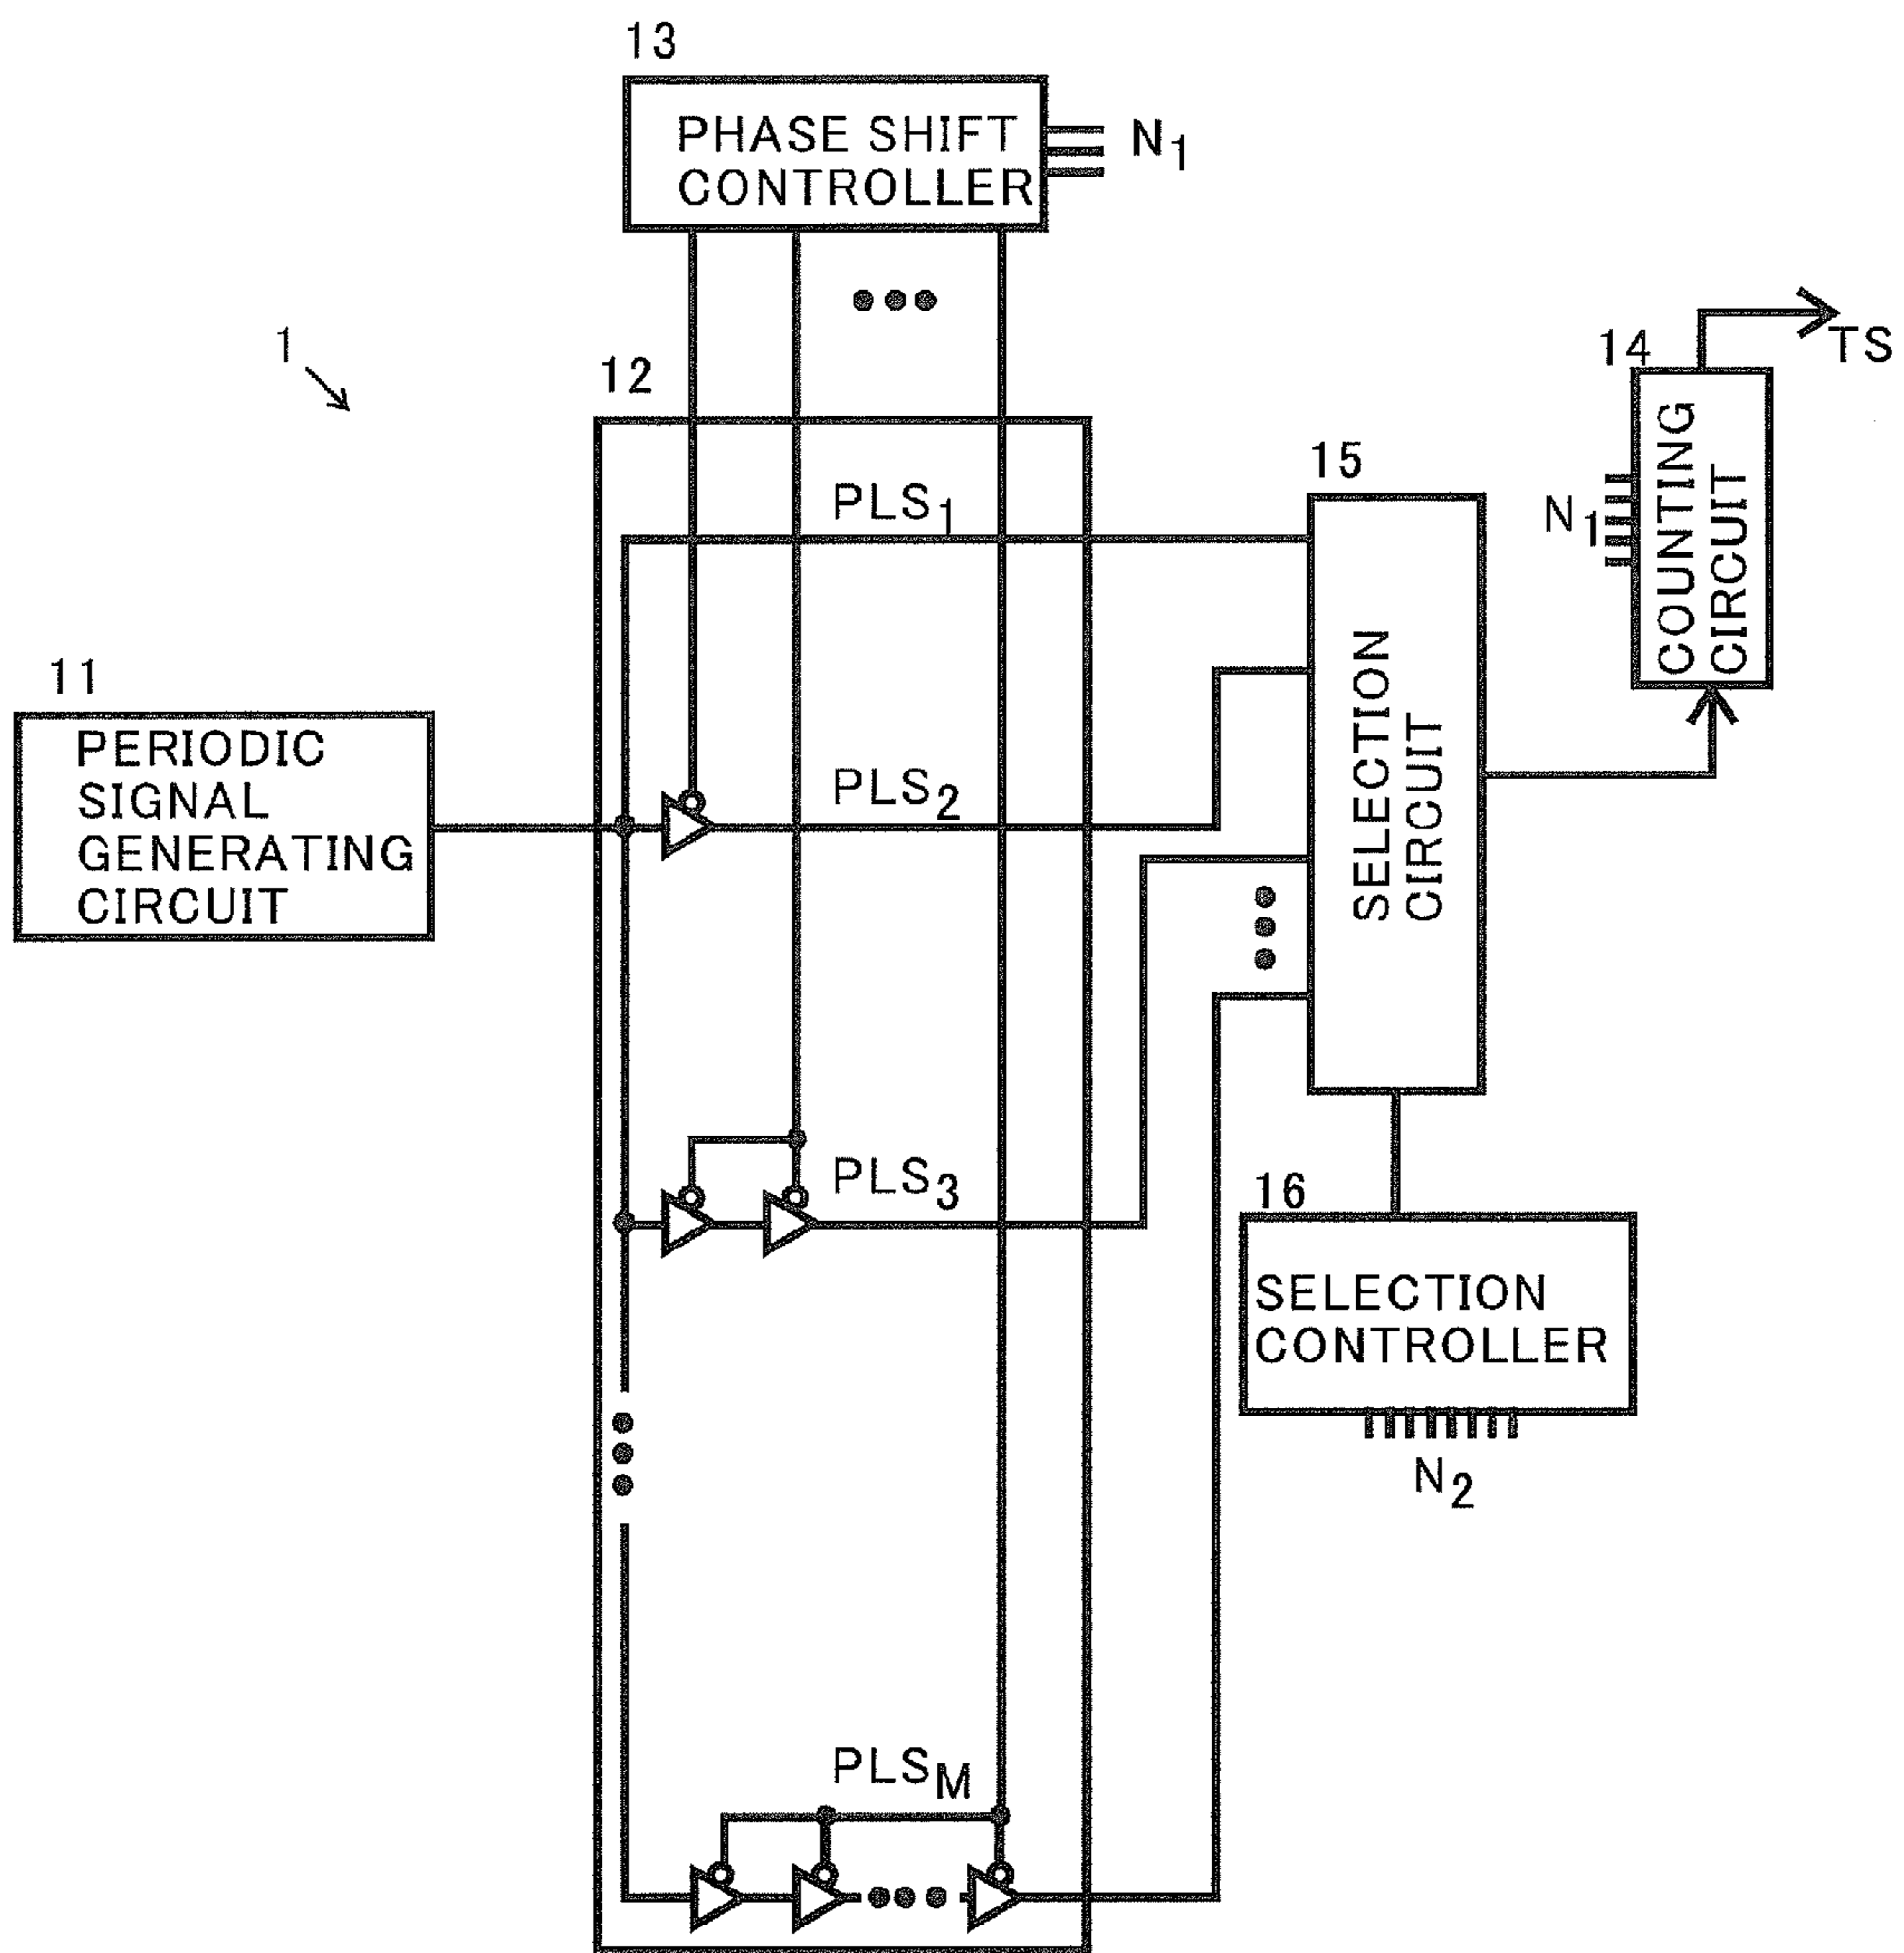 13
PHASE SHIFT
CONTROLLER
N1
1
12
14
TS
COUNTING
CIRCUIT
N1
15
PLS1
SELECTION
CIRCUIT
11
PERIODIC
SIGNAL
GENERATING
CIRCUIT
PLS2
PLS3
16
SELECTION
CONTROLLER
N2
PLSM